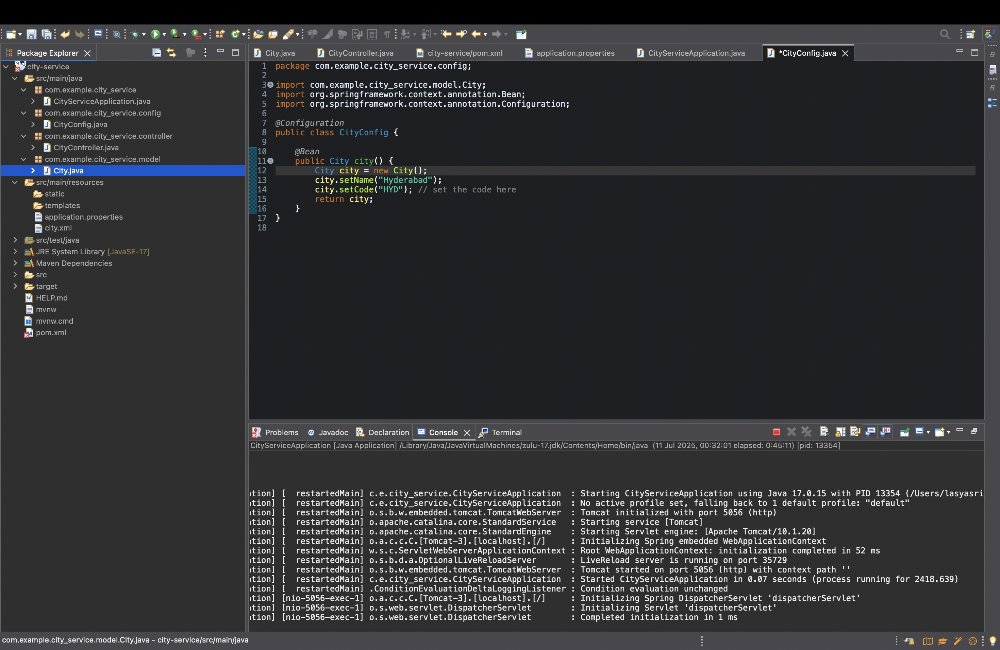 Package Explorer
City.java
CityController.java
city-service/pom.xml
application.properties
CityServiceApplication.java
*CityConfig.java
city-service
src/main/java
com.example.city_service
CityServiceApplication.java
com.example.city_service.config
CityConfig.java
com.example.city_service.controller
CityController.java
com.example.city_service.model
City.java
src/main/resources
static
templates
application.properties
city.xml
src/test/java
JRE System Library [JavaSE-17]
Maven Dependencies
src
target
HELP.md
mvnw
mvnw.cmd
pom.xml
1 package com.example.city_service.config;
2
3 import com.example.city_service.model.City;
4 import org.springframework.context.annotation.Bean;
5 import org.springframework.context.annotation.Configuration;
6
7 @Configuration
8 public class CityConfig {
9
10 @Bean
11 public City city() {
12 City city = new City();
13 city.setName("Hyderabad");
14 city.setCode("HYD"); // set the code here
15 return city;
16 }
17 }
18
Problems @ Javadoc Declaration Console Terminal
CityServiceApplication [Java Application] /Library/Java/JavaVirtualMachines/zulu-17.jdk/Contents/Home/bin/java (11 Jul 2025, 00:32:01 elapsed: 0:45:11) [pid: 13354]
ation] [ restartedMain] c.e.city_service.CityServiceApplication : Starting CityServiceApplication using Java 17.0.15 with PID 13354 (/Users/lasyasri
ation] [ restartedMain] c.e.city_service.CityServiceApplication : No active profile set, falling back to 1 default profile: "default"
ation] [ restartedMain] o.s.b.w.embedded.tomcat.TomcatWebServer : Tomcat initialized with port 5056 (http)
ation] [ restartedMain] o.apache.catalina.core.StandardService : Starting service [Tomcat]
ation] [ restartedMain] o.apache.catalina.core.StandardEngine : Starting Servlet engine: [Apache Tomcat/10.1.20]
ation] [ restartedMain] o.a.c.c.C.[Tomcat-3].[localhost].[/] : Initializing Spring embedded WebApplicationContext
ation] [ restartedMain] w.s.c.ServletWebServerApplicationContext : Root WebApplicationContext: initialization completed in 52 ms
ation] [ restartedMain] o.s.b.d.a.OptionalLiveReloadServer : LiveReload server is running on port 35729
ation] [ restartedMain] o.s.b.w.embedded.tomcat.TomcatWebServer : Tomcat started on port 5056 (http) with context path ''
ation] [ restartedMain] c.e.city_service.CityServiceApplication : Started CityServiceApplication in 0.07 seconds (process running for 2418.639)
ation] [ restartedMain] .ConditionEvaluationDeltaLoggingListener : Condition evaluation unchanged
ation] [nio-5056-exec-1] o.a.c.c.C.[Tomcat-3].[localhost].[/] : Initializing Spring DispatcherServlet 'dispatcherServlet'
ation] [nio-5056-exec-1] o.s.web.servlet.DispatcherServlet : Initializing Servlet 'dispatcherServlet'
ation] [nio-5056-exec-1] o.s.web.servlet.DispatcherServlet : Completed initialization in 1 ms
com.example.city_service.model.City.java - city-service/src/main/java